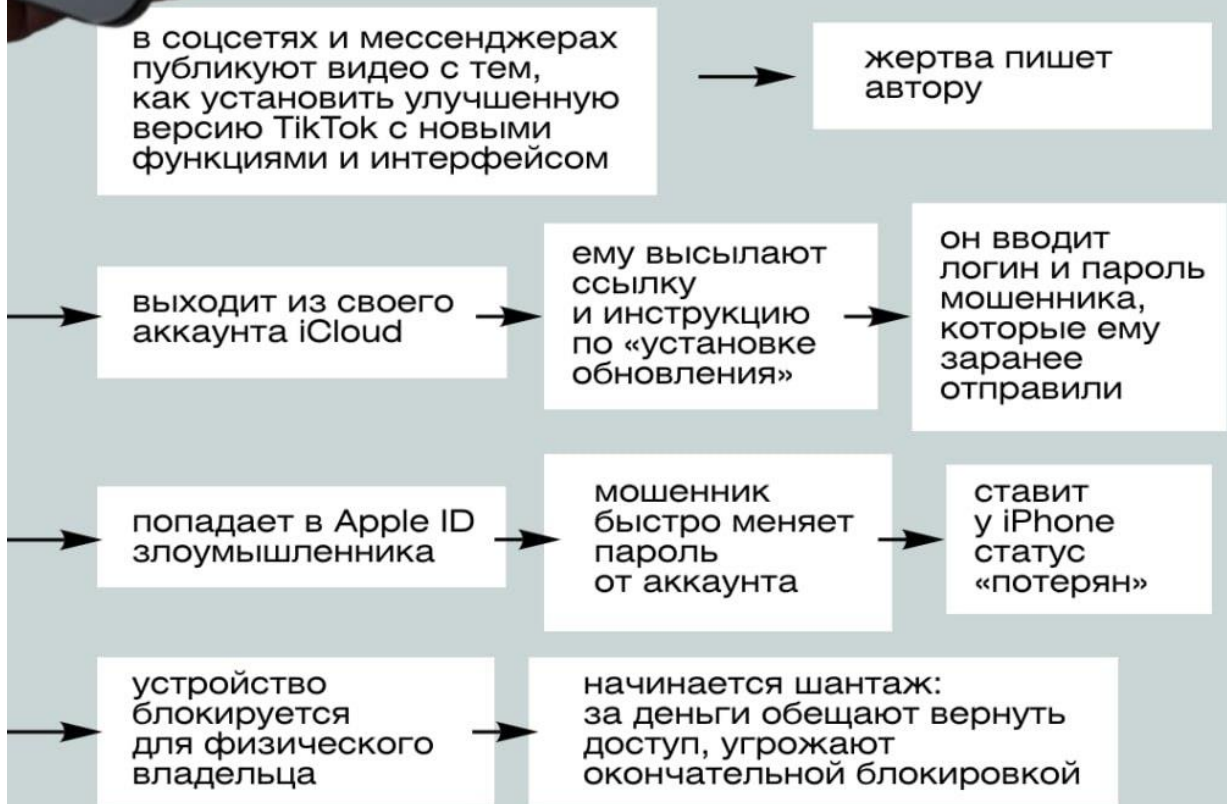 в соцсетях и мессенджерах
публикуют видео с тем,
как установить улучшенную
версию TikTok с новыми
функциями и интерфейсом
жертва пишет
автору
выходит из своего
аккаунта iCloud
ему высылают
ссылку
и инструкцию
по «установке
обновления»
он вводит
логин и пароль
мошенника,
которые ему
заранее
отправили
попадает в Apple ID
злоумышленника
мошенник
быстро меняет
пароль
от аккаунта
ставит
у iPhone
статус
«потерян»
устройство
блокируется
для физического
владельца
начинается шантаж:
за деньги обещают вернуть
доступ, угрожают
окончательной блокировкой